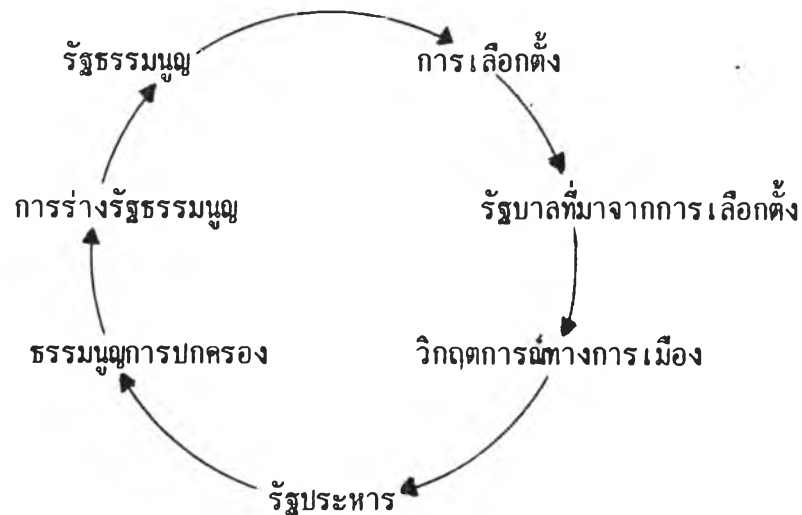 รัฐธรรมนูญ
การเลือกตั้ง
การร่างรัฐธรรมนูญ
รัฐบาลที่มาจากการเลือกตั้ง
ธรรมนูญการปกครอง
วิกฤตการณ์ทางการเมือง
รัฐประหาร